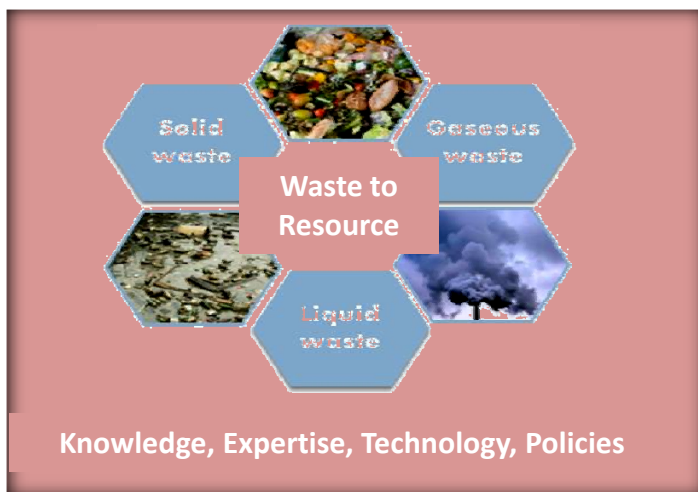 Solid
waste
Gaseous
waste
Waste to
Resource
Liquid
waste
Knowledge, Expertise, Technology, Policies